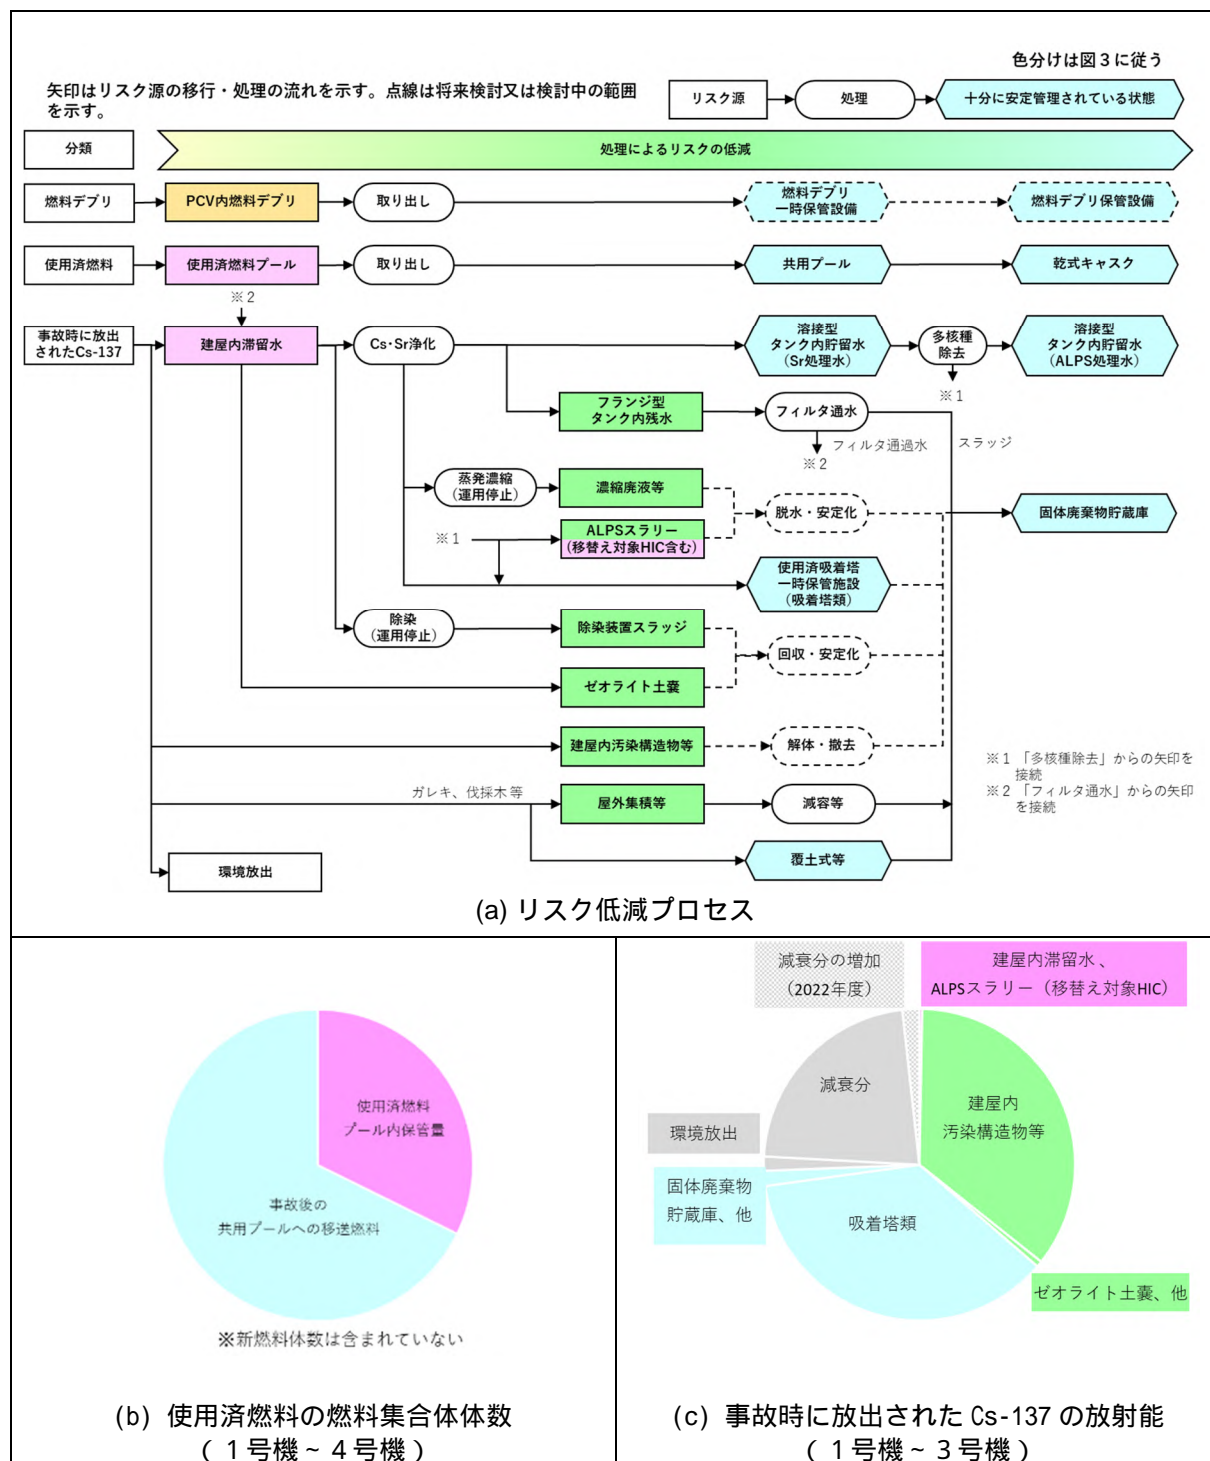 色分けは図３に従う
矢印はリスク源の移行・処理の流れを示す。点線は将来検討又は検討中の範囲
を示す。
リスク源
処理
十分に安定管理されている状態
分類
処理によるリスクの低減
燃料デブリ
PCV内燃料デブリ
取り出し
燃料デブリ
一時保管設備
燃料デブリ保管設備
使用済燃料
使用済燃料プール
取り出し
共用プール
乾式キャスク
※２
事故時に放出
されたCs-137
建屋内滞留水
Cs・Sr浄化
溶接型
タンク内貯留水
（Sr処理水）
多核種
除去
溶接型
タンク内貯留水
（ALPS処理水）
※１
フランジ型
タンク内残水
フィルタ通水
フィルタ通過水
スラッジ
※２
蒸発濃縮
（運用停止）
濃縮廃液等
脱水・安定化
固体廃棄物貯蔵庫
※１
ALPSスラリー
（移替え対象HIC含む）
使用済吸着塔
一時保管施設
（吸着塔類）
除染
（運用停止）
除染装置スラッジ
回収・安定化
ゼオライト土嚢
建屋内汚染構造物等
解体・撤去
※１ 「多核種除去」からの矢印を
接続
※２ 「フィルタ通水」からの矢印
を接続
ガレキ、伐採木等
屋外集積等
減容等
覆土式等
環境放出
(a) リスク低減プロセス
使用済燃料
プール内保管量
事故後の
共用プールへの移送燃料
※新燃料体数は含まれていない
(b) 使用済燃料の燃料集合体体数
（１号機～４号機）
減衰分の増加
（2022年度）
建屋内滞留水、
ALPSスラリー（移替え対象HIC）
減衰分
建屋内
汚染構造物等
環境放出
固体廃棄物
貯蔵庫、他
吸着塔類
ゼオライト土嚢、他
(c) 事故時に放出された Cs-137 の放射能
（１号機～３号機）